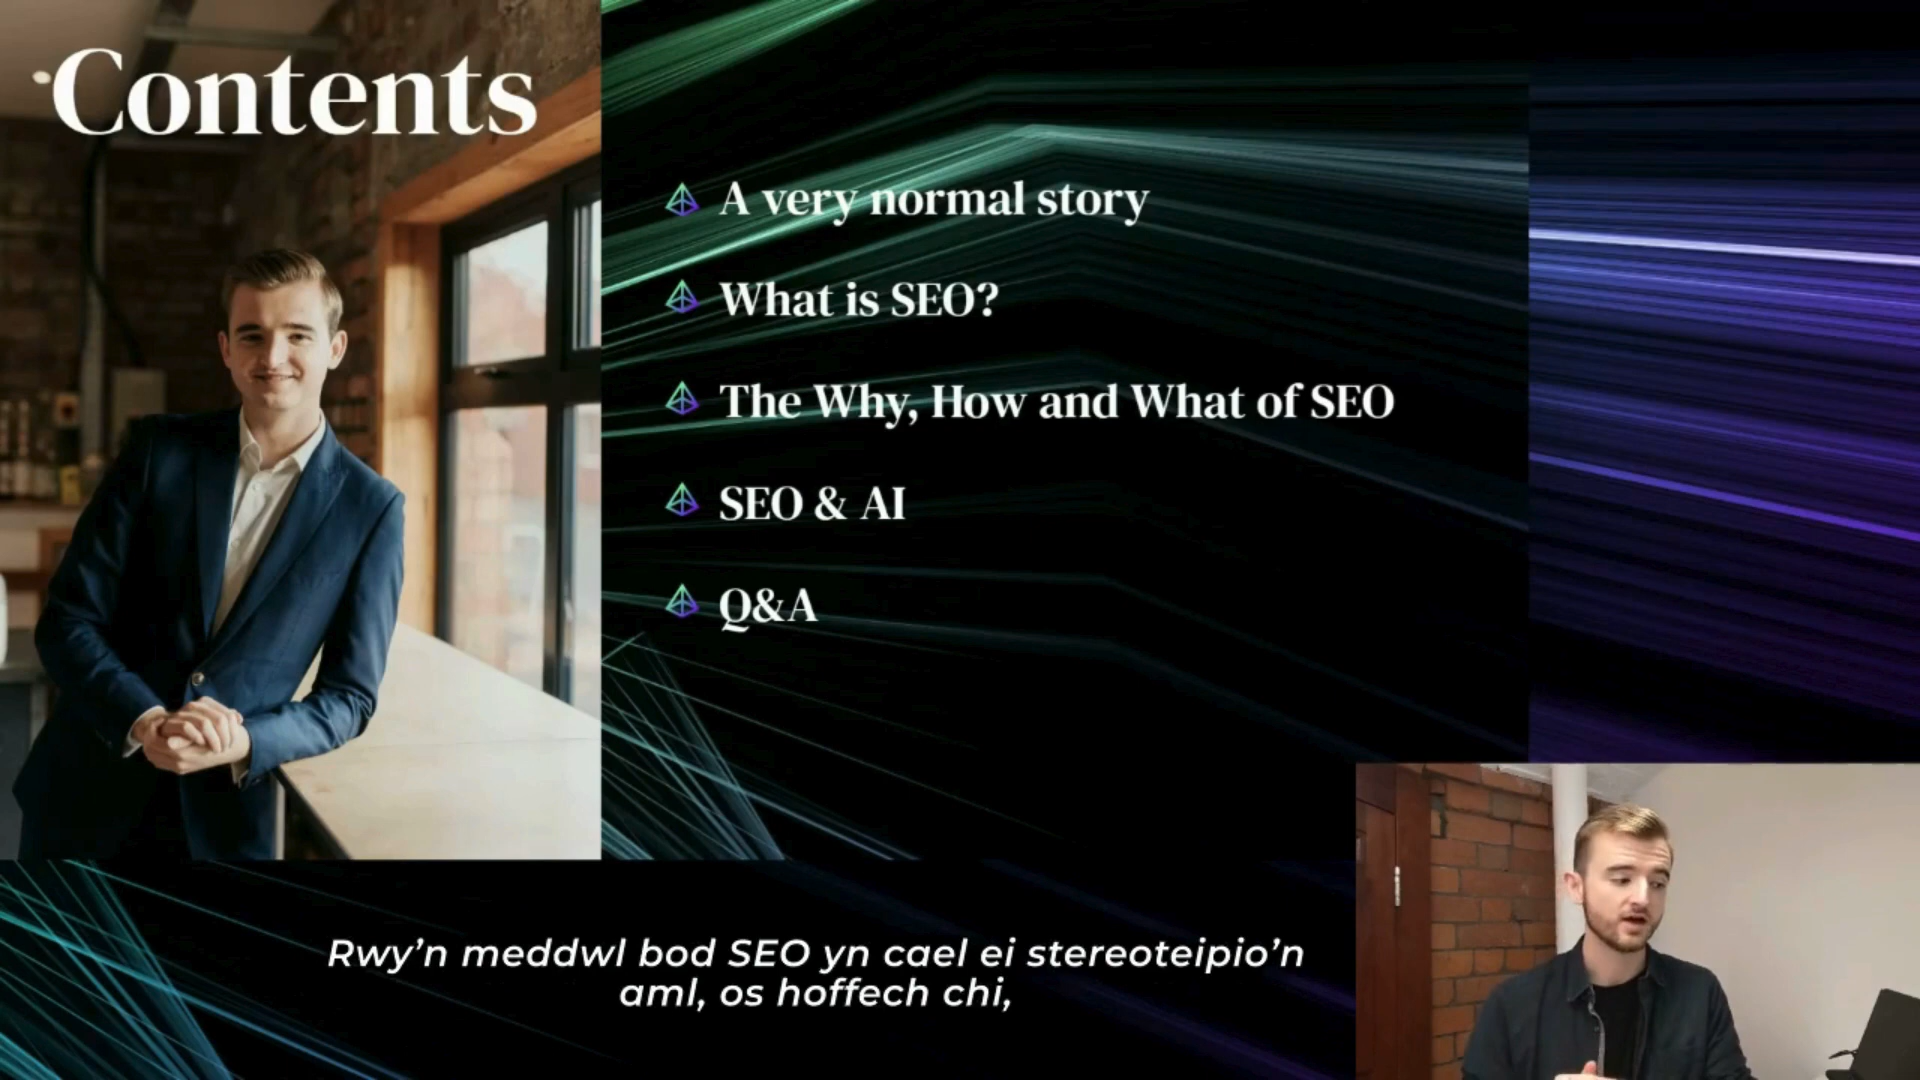 Contents
A very normal story
What is SEO?
The Why, How and What of SEO
SEO & AI
Q&A
Rwy’n meddwl bod SEO yn cael ei stereoteipio’n
aml, os hoffech chi,